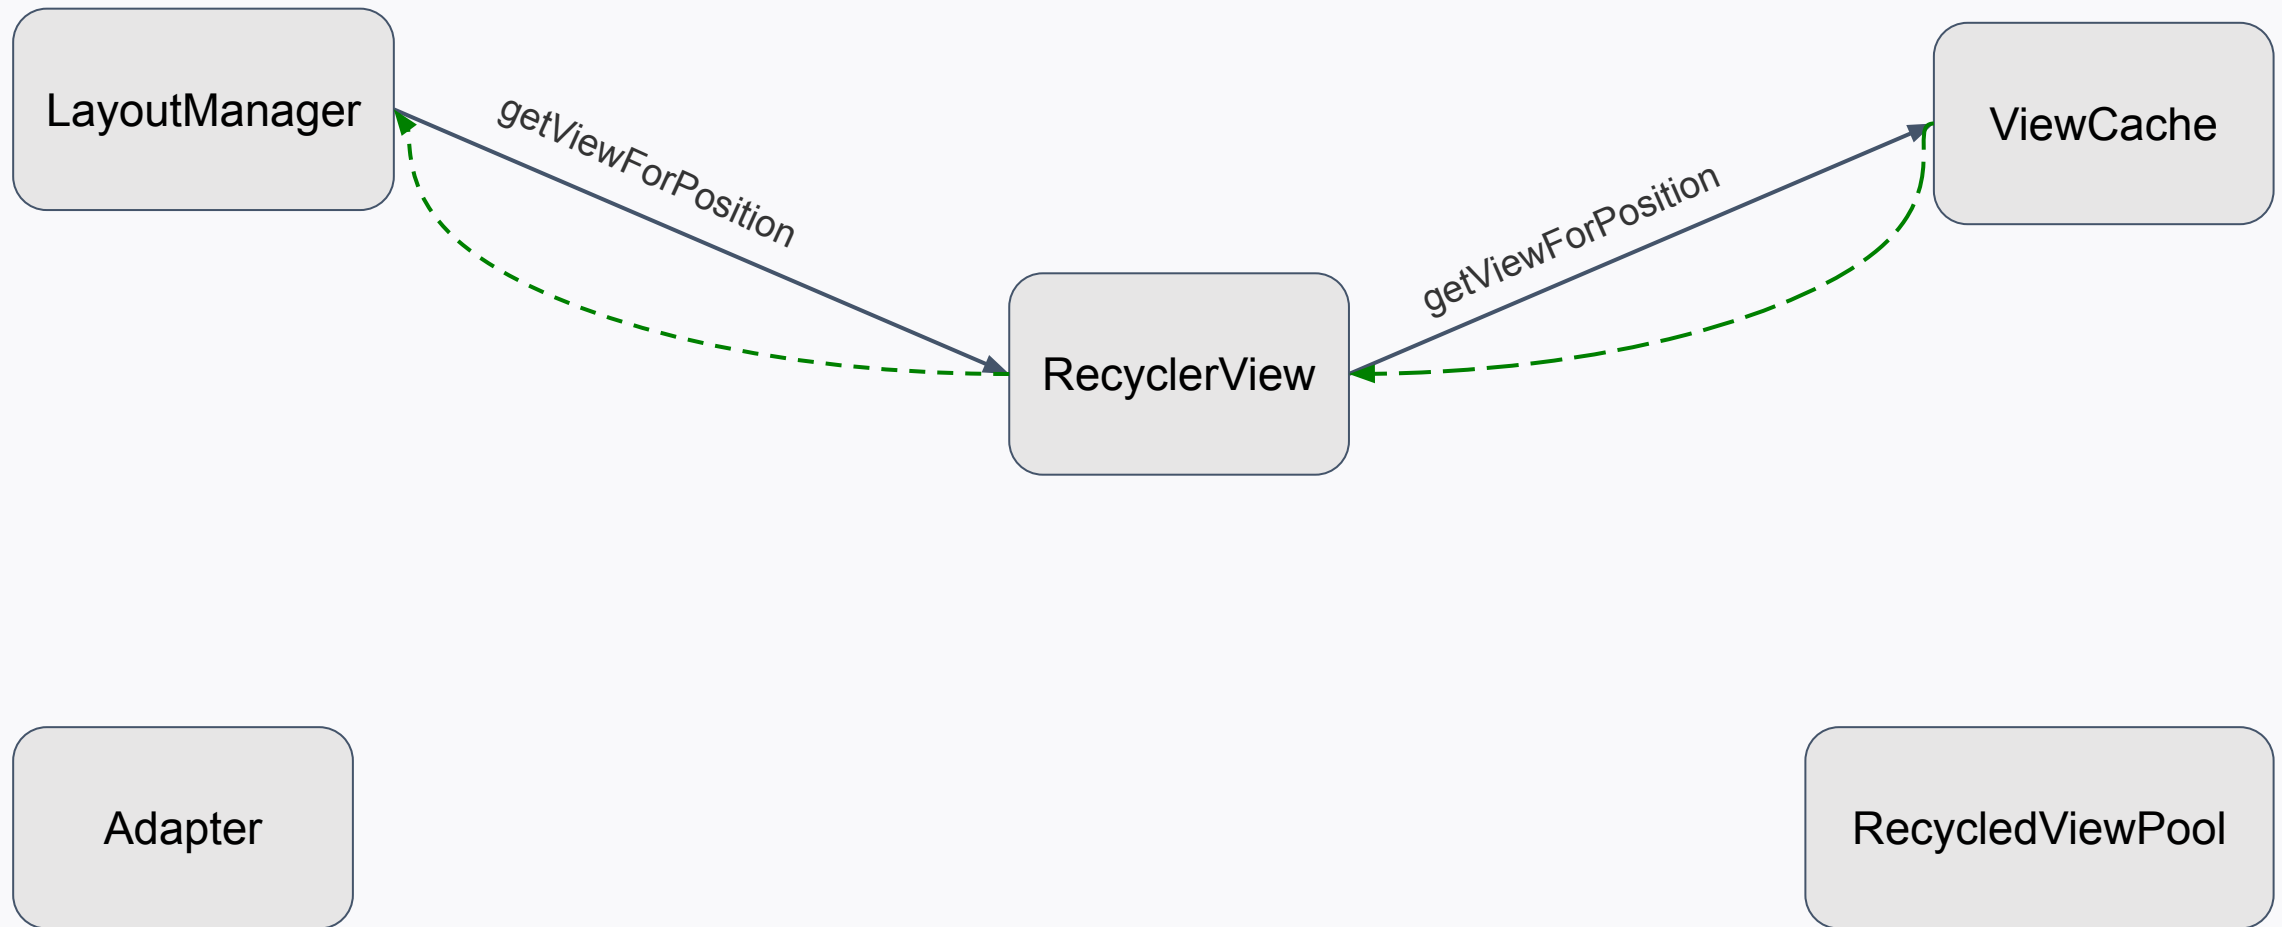 LayoutManager
getViewForPosition
ViewCache
getViewForPosition
RecyclerView
Adapter
RecycledViewPool